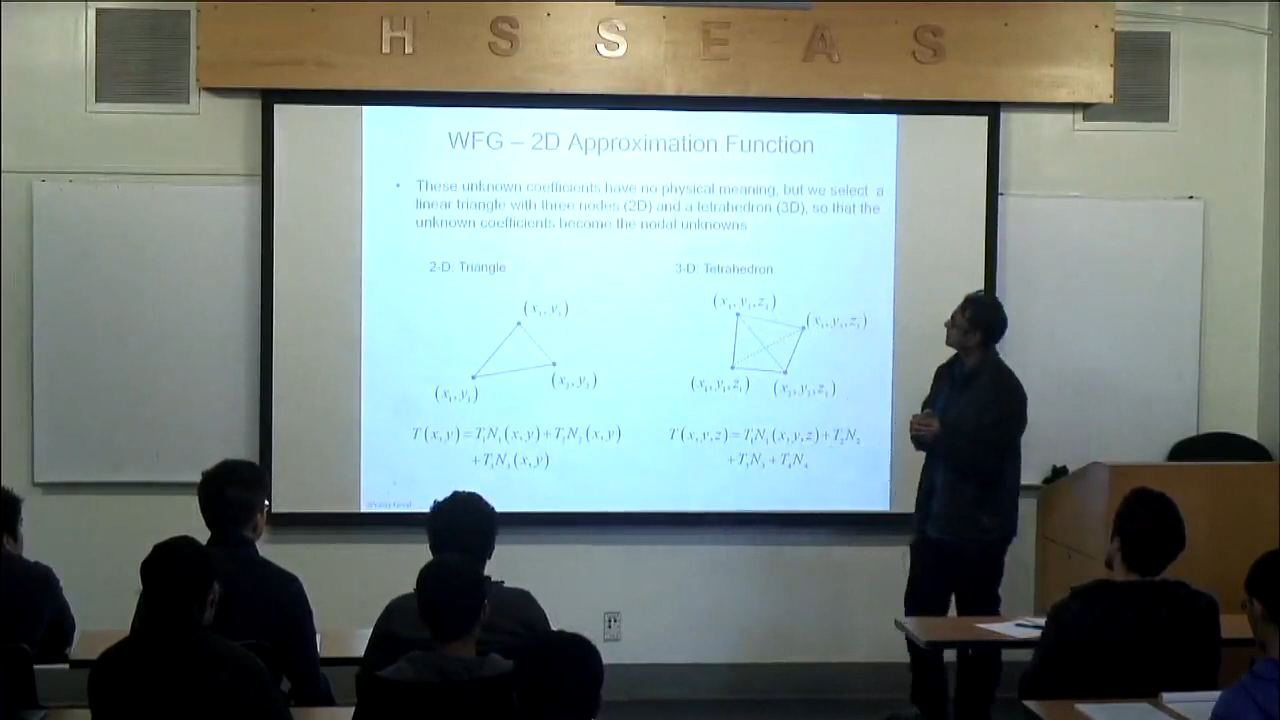 H S S E A S
WFG – 2D Approximation Function
• These unknown coefficients have no physical meaning, but we select a
linear triangle with three nodes (2D) and a tetrahedron (3D), so that the
unknown coefficients become the nodal unknowns
2-D: Triangle
3-D: Tetrahedron
T(x,y)=T₁N₁(x,y)+T₂N₂(x,y)
+T₃N₃(x,y)
T(x,y,z)=T₁N₁(x,y,z)+T₂N₂
+T₃N₃+T₄N₄